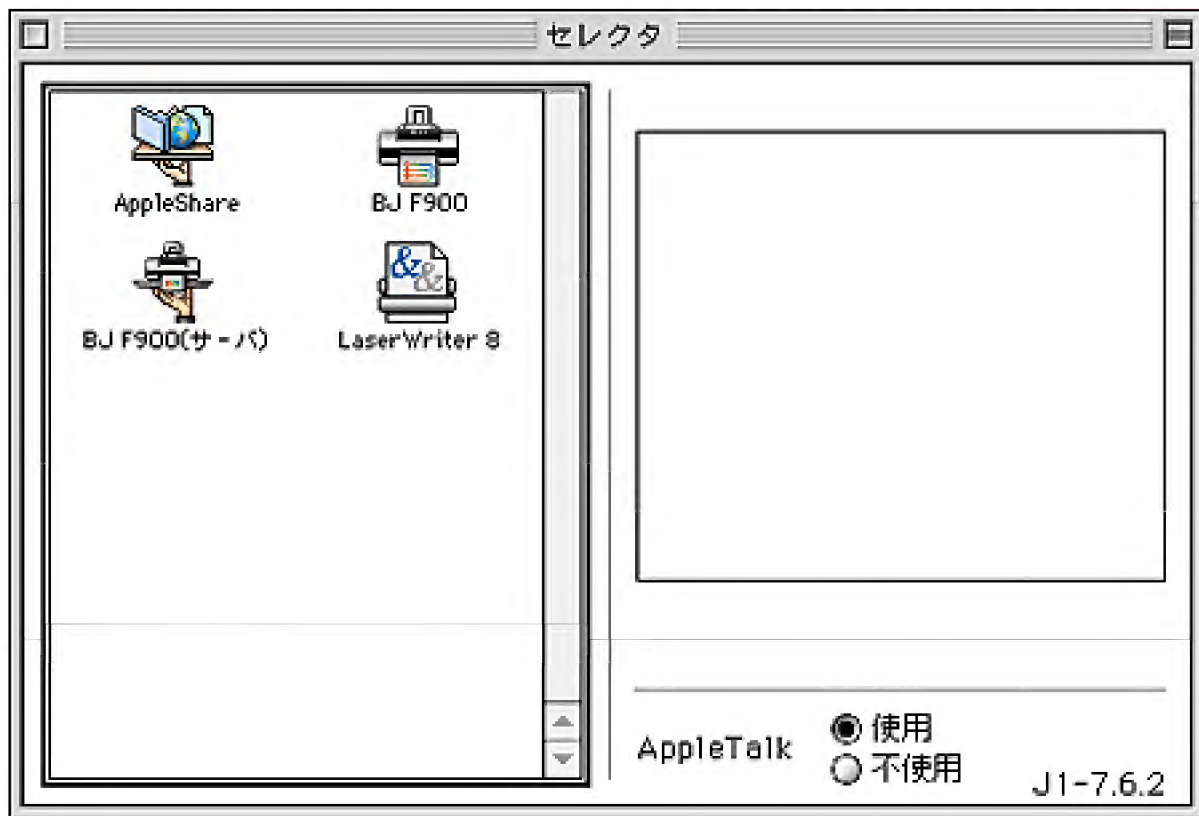 セレクタ
AppleShare
BJ F900
BJ F900(サーバ)
LaserWriter 8
AppleTalk
使用
不使用
J1-7.6.2